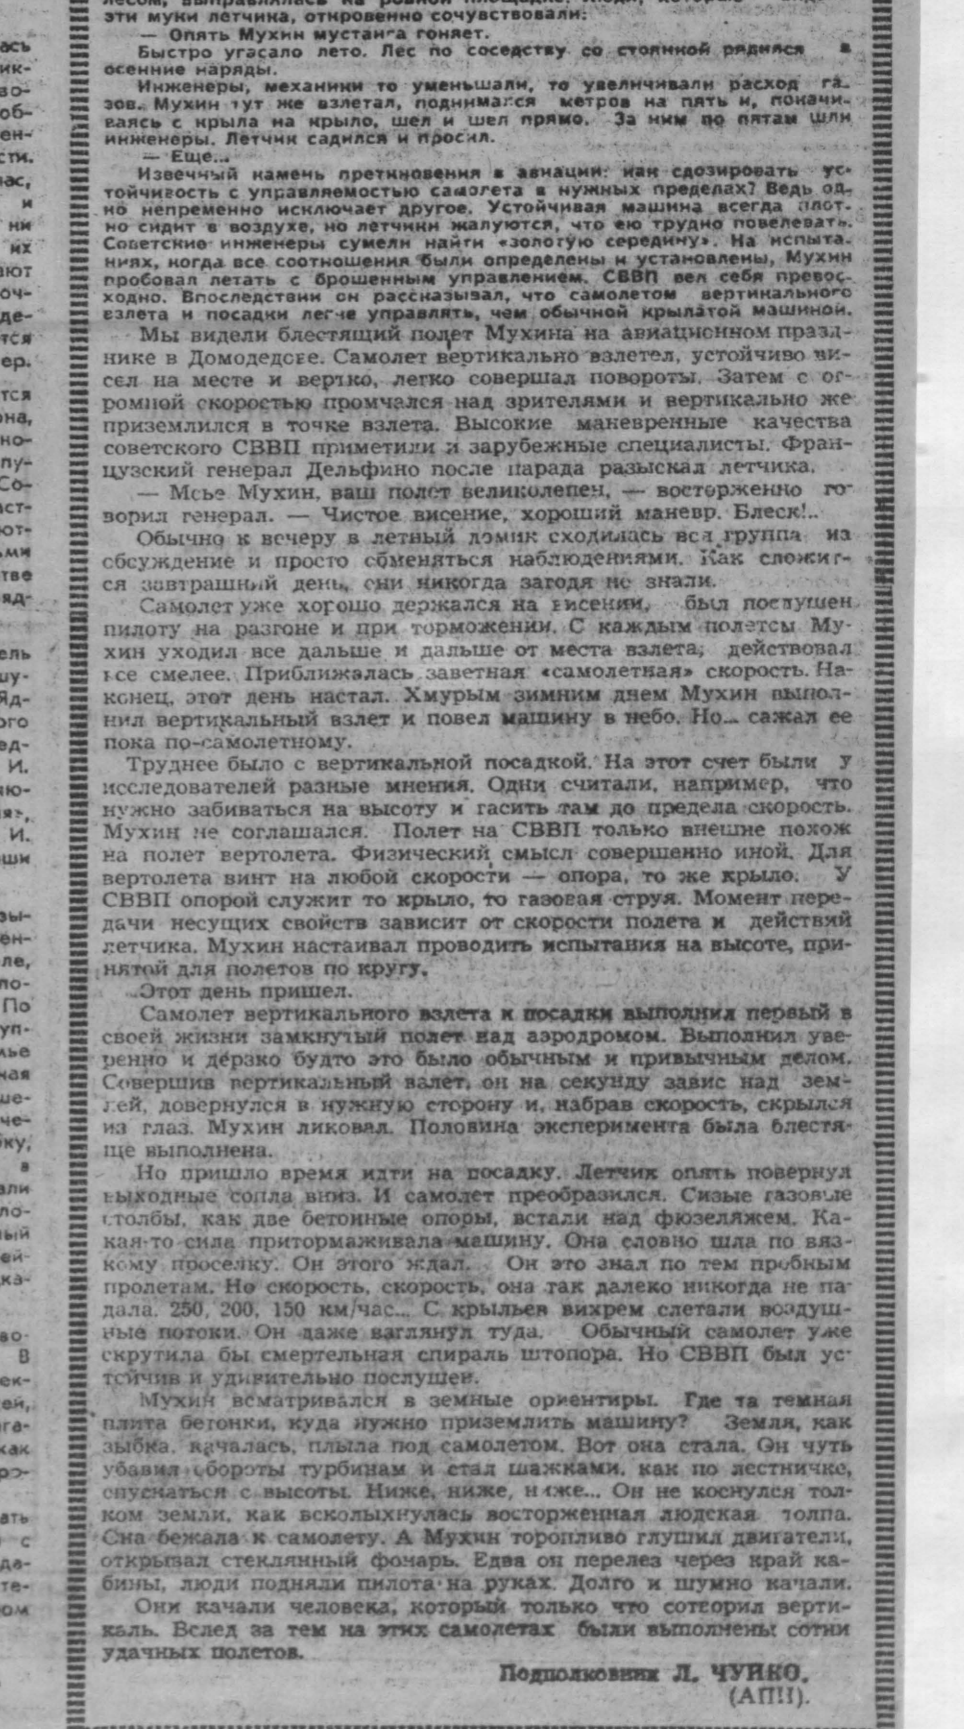 лесом, выправлялась на ровной площадке. Люди,
эти муки летчика, откровенно сочувствовали:
— Опять Мухин мустанга гоняет.
Быстро угасало лето. Лес по соседству со стоянкой рядился в
осенние наряды.
Инженеры, механики то уменьшали, то увеличивали расход га-
зов. Мухин тут же взлетал, поднимался метров на пять и, покачи-
ваясь с крыла на крыло, шел и шел прямо. За ним по пятам шли
инженеры. Летчик садился и просил.
— Еще...
Извечный камень преткновения в авиации: как сдозировать ус-
тойчивость с управляемостью самолета в нужных пределах? Ведь од-
но непременно исключает другое. Устойчивая машина всегда плот-
но сидит в воздухе, но летчики жалуются, что ею трудно повелевать.
Советские инженеры сумели найти «золотую середину». На испыта-
ниях, когда все соотношения были определены и установлены, Мухин
пробовал летать с брошенным управлением. СВВП вел себя превос-
ходно. Впоследствии он рассказывал, что самолетом вертикального
взлета и посадки легче управлять, чем обычной крылатой машиной.
Мы видели блестящий полет Мухина на авиационном празд-
нике в Домодедове. Самолет вертикально взлетел, устойчиво ви-
сел на месте и вертко, легко совершал повороты. Затем с ог-
ромной скоростью промчался над зрителями и вертикально же
приземлился в точке взлета. Высокие маневренные качества
советского СВВП приметили и зарубежные специалисты. Фран-
цузский генерал Дельфино после парада разыскал летчика.
— Мсье Мухин, ваш полет великолепен, — восторженно го-
ворил генерал. — Чистое висение, хороший маневр. Блеск!..
Обычно к вечеру в летный домик сходилась вся группа на
обсуждение и просто обменяться наблюдениями. Как сложит-
ся завтрашний день, они никогда загодя не знали.
Самолет уже хорошо держался на висении, был послушен
пилоту на разгоне и при торможении. С каждым полетом Му-
хин уходил все дальше и дальше от места взлета, действовал
все смелее. Приближалась заветная «самолетная» скорость. На-
конец, этот день настал. Хмурым зимним днем Мухин выпол-
нил вертикальный взлет и повел машину в небо. Но... сажал ее
пока по-самолетному.
Труднее было с вертикальной посадкой. На этот счет были у
исследователей разные мнения. Одни считали, например, что
нужно забиваться на высоту и гасить там до предела скорость.
Мухин не соглашался. Полет на СВВП только внешне похож
на полет вертолета. Физический смысл совершенно иной. Для
вертолета винт на любой скорости — опора, то же крыло. У
СВВП опорой служит то крыло, то газовая струя. Момент пере-
дачи несущих свойств зависит от скорости полета и действий
летчика. Мухин настаивал проводить испытания на высоте, при-
нятой для полетов по кругу.
Этот день пришел.
Самолет вертикального взлета и посадки выполнил первый в
своей жизни замкнутый полет над аэродромом. Выполнил уве-
ренно и дерзко будто это было обычным и привычным делом.
Совершив вертикальный взлет, он на секунду завис над зем-
лей, довернулся в нужную сторону и, набрав скорость, скрылся
из глаз. Мухин ликовал. Половина эксперимента была блестя-
ще выполнена.
Но пришло время идти на посадку. Летчик опять повернул
выходные сопла вниз. И самолет преобразился. Сизые газовые
столбы, как две бетонные опоры, встали над фюзеляжем. Ка-
кая-то сила притормаживала машину. Она словно шла по вяз-
кому проселку. Он этого ждал. Он это знал по тем пробным
пролетам. Но скорость, скорость, она так далеко никогда не па-
дала. 250, 200, 150 км/час... С крыльев вихрем слетали воздуш-
ные потоки. Он даже взглянул туда. Обычный самолет уже
скрутила бы смертельная спираль штопора. Но СВВП был ус-
тойчив и удивительно послушен.
Мухин всматривался в земные ориентиры. Где та темная
плита бетонки, куда нужно приземлить машину? Земля, как
зыбка, качалась, плыла под самолетом. Вот она стала. Он чуть
убавил обороты турбинам и стал шажками, как по лестничке,
спускаться с высоты. Ниже, ниже, ниже... Он не коснулся тол-
ком земли, как всколыхнулась восторженная людская толпа.
Она бежала к самолету. А Мухин торопливо глушил двигатели,
открывал стеклянный фонарь. Едва он перелез через край ка-
бины, люди подняли пилота на руках. Долго и шумно качали.
Они качали человека, который только что сотворил верти-
каль. Вслед за тем на этих самолетах были выполнены сотни
удачных полетов.
Подполковник Л. ЧУЙКО.
(АПН).